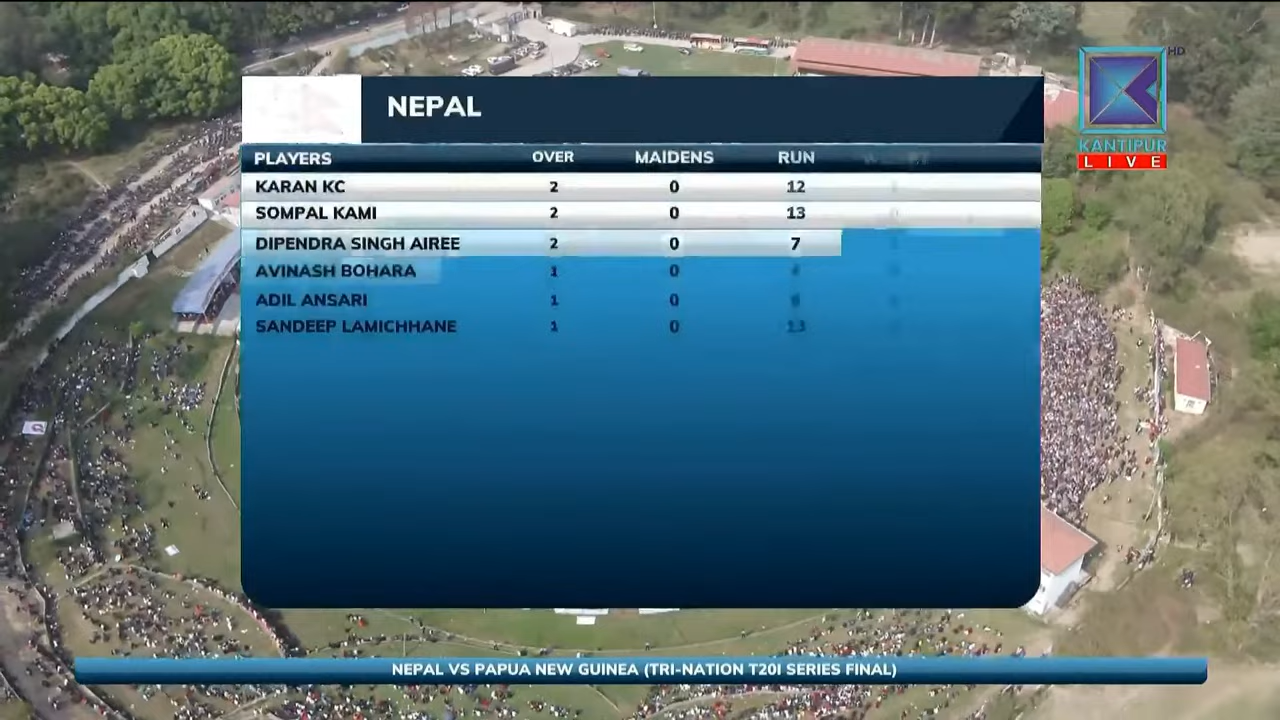 HD
NEPAL
KANTIPUR
LIVE
PLAYERS OVER MAIDENS RUN
KARAN KC 2 0 12
SOMPAL KAMI 2 0 13
DIPENDRA SINGH AIREE 2 0 7
AVINASH BOHARA 1 0
ADIL ANSARI 1 0
SANDEEP LAMICHHANE 1 0 13
NEPAL VS PAPUA NEW GUINEA (TRI-NATION T20I SERIES FINAL)